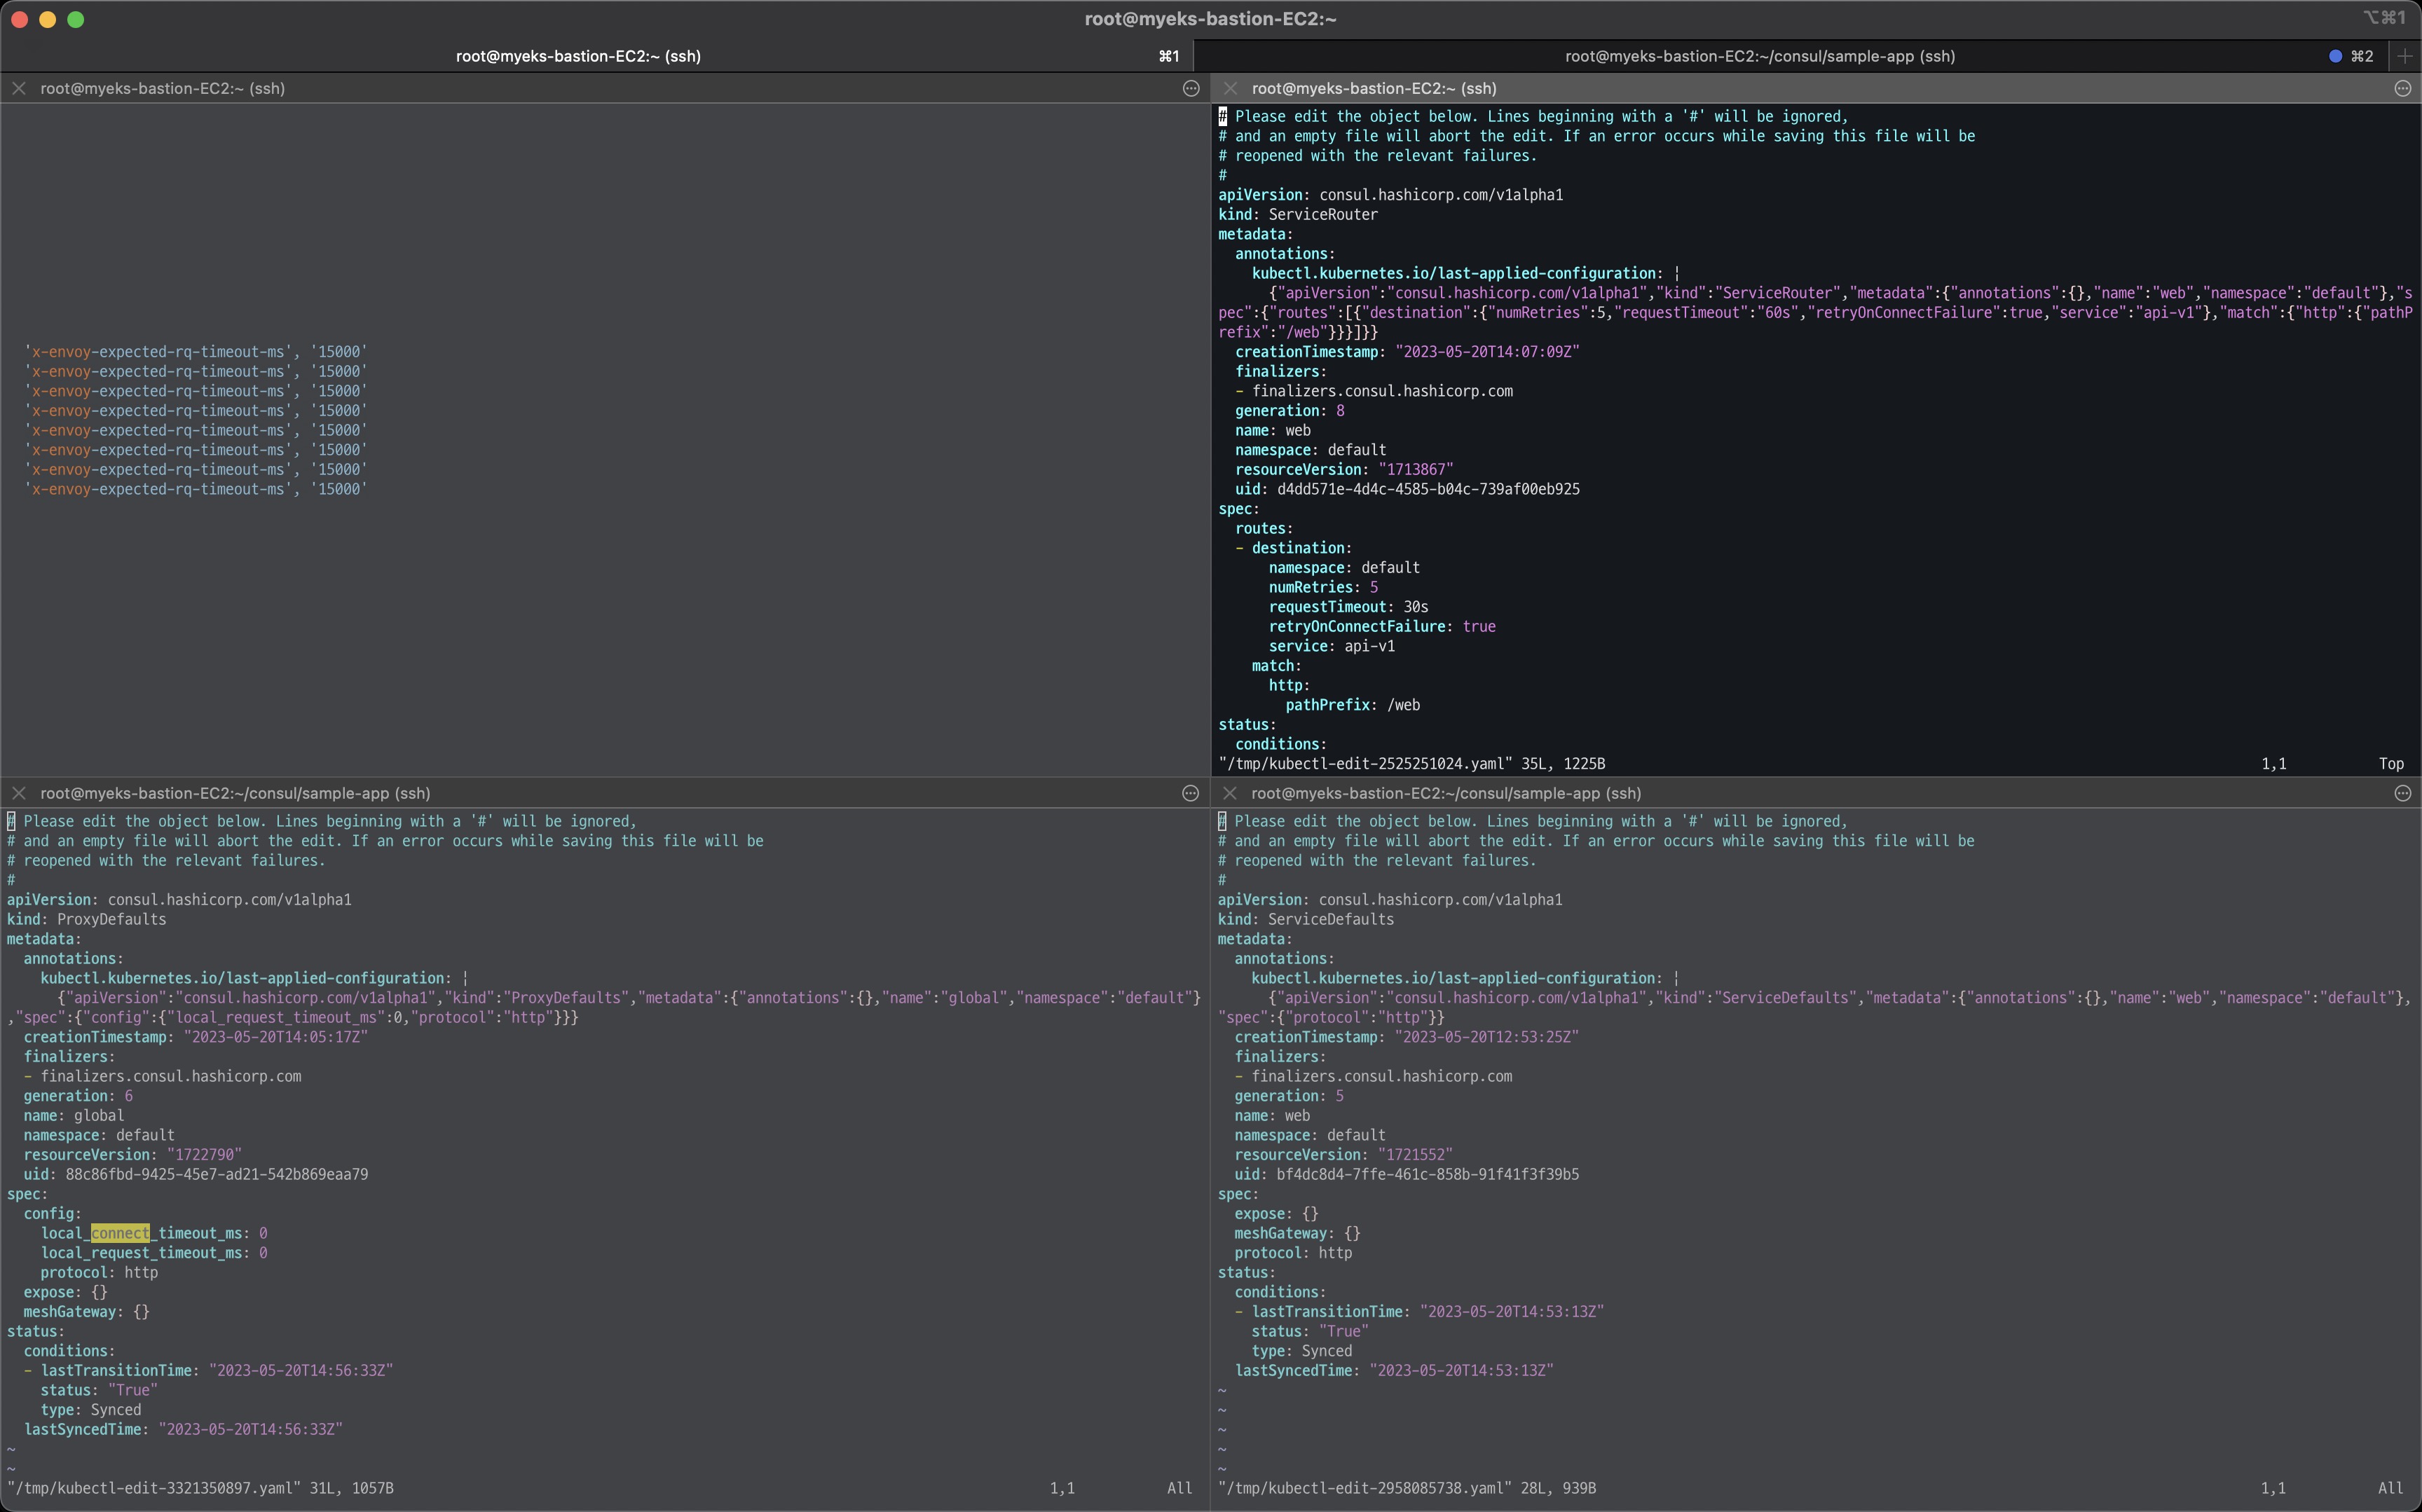 root@myeks-bastion-EC2:~
⌥⌘1
root@myeks-bastion-EC2:~ (ssh)
⌘1
root@myeks-bastion-EC2:~/consul/sample-app (ssh)
⌘2
root@myeks-bastion-EC2:~ (ssh)
'x-envoy-expected-rq-timeout-ms', '15000'
'x-envoy-expected-rq-timeout-ms', '15000'
'x-envoy-expected-rq-timeout-ms', '15000'
'x-envoy-expected-rq-timeout-ms', '15000'
'x-envoy-expected-rq-timeout-ms', '15000'
'x-envoy-expected-rq-timeout-ms', '15000'
'x-envoy-expected-rq-timeout-ms', '15000'
'x-envoy-expected-rq-timeout-ms', '15000'
root@myeks-bastion-EC2:~ (ssh)
# Please edit the object below. Lines beginning with a '#' will be ignored,
# and an empty file will abort the edit. If an error occurs while saving this file will be
# reopened with the relevant failures.
#
apiVersion: consul.hashicorp.com/v1alpha1
kind: ServiceRouter
metadata:
  annotations:
    kubectl.kubernetes.io/last-applied-configuration: |
      {"apiVersion":"consul.hashicorp.com/v1alpha1","kind":"ServiceRouter","metadata":{"annotations":{},"name":"web","namespace":"default"},"s
pec":{"routes":[{"destination":{"numRetries":5,"requestTimeout":"60s","retryOnConnectFailure":true,"service":"api-v1"},"match":{"http":{"pathP
refix":"/web"}}}]}}
  creationTimestamp: "2023-05-20T14:07:09Z"
  finalizers:
  - finalizers.consul.hashicorp.com
  generation: 8
  name: web
  namespace: default
  resourceVersion: "1713867"
  uid: d4dd571e-4d4c-4585-b04c-739af00eb925
spec:
  routes:
  - destination:
      namespace: default
      numRetries: 5
      requestTimeout: 30s
      retryOnConnectFailure: true
      service: api-v1
    match:
      http:
        pathPrefix: /web
status:
  conditions:
"/tmp/kubectl-edit-2525251024.yaml" 35L, 1225B 1,1 Top
root@myeks-bastion-EC2:~/consul/sample-app (ssh)
# Please edit the object below. Lines beginning with a '#' will be ignored,
# and an empty file will abort the edit. If an error occurs while saving this file will be
# reopened with the relevant failures.
#
apiVersion: consul.hashicorp.com/v1alpha1
kind: ProxyDefaults
metadata:
  annotations:
    kubectl.kubernetes.io/last-applied-configuration: |
      {"apiVersion":"consul.hashicorp.com/v1alpha1","kind":"ProxyDefaults","metadata":{"annotations":{},"name":"global","namespace":"default"}
,"spec":{"config":{"local_request_timeout_ms":0,"protocol":"http"}}}
  creationTimestamp: "2023-05-20T14:05:17Z"
  finalizers:
  - finalizers.consul.hashicorp.com
  generation: 6
  name: global
  namespace: default
  resourceVersion: "1722790"
  uid: 88c86fbd-9425-45e7-ad21-542b869eaa79
spec:
  config:
    local_connect_timeout_ms: 0
    local_request_timeout_ms: 0
    protocol: http
  expose: {}
  meshGateway: {}
status:
  conditions:
  - lastTransitionTime: "2023-05-20T14:56:33Z"
    status: "True"
    type: Synced
  lastSyncedTime: "2023-05-20T14:56:33Z"
~
~
"/tmp/kubectl-edit-3321350897.yaml" 31L, 1057B 1,1 All
root@myeks-bastion-EC2:~/consul/sample-app (ssh)
# Please edit the object below. Lines beginning with a '#' will be ignored,
# and an empty file will abort the edit. If an error occurs while saving this file will be
# reopened with the relevant failures.
#
apiVersion: consul.hashicorp.com/v1alpha1
kind: ServiceDefaults
metadata:
  annotations:
    kubectl.kubernetes.io/last-applied-configuration: |
      {"apiVersion":"consul.hashicorp.com/v1alpha1","kind":"ServiceDefaults","metadata":{"annotations":{},"name":"web","namespace":"default"},
"spec":{"protocol":"http"}}
  creationTimestamp: "2023-05-20T12:53:25Z"
  finalizers:
  - finalizers.consul.hashicorp.com
  generation: 5
  name: web
  namespace: default
  resourceVersion: "1721552"
  uid: bf4dc8d4-7ffe-461c-858b-91f41f3f39b5
spec:
  expose: {}
  meshGateway: {}
  protocol: http
status:
  conditions:
  - lastTransitionTime: "2023-05-20T14:53:13Z"
    status: "True"
    type: Synced
  lastSyncedTime: "2023-05-20T14:53:13Z"
~
~
~
~
~
"/tmp/kubectl-edit-2958085738.yaml" 28L, 939B 1,1 All